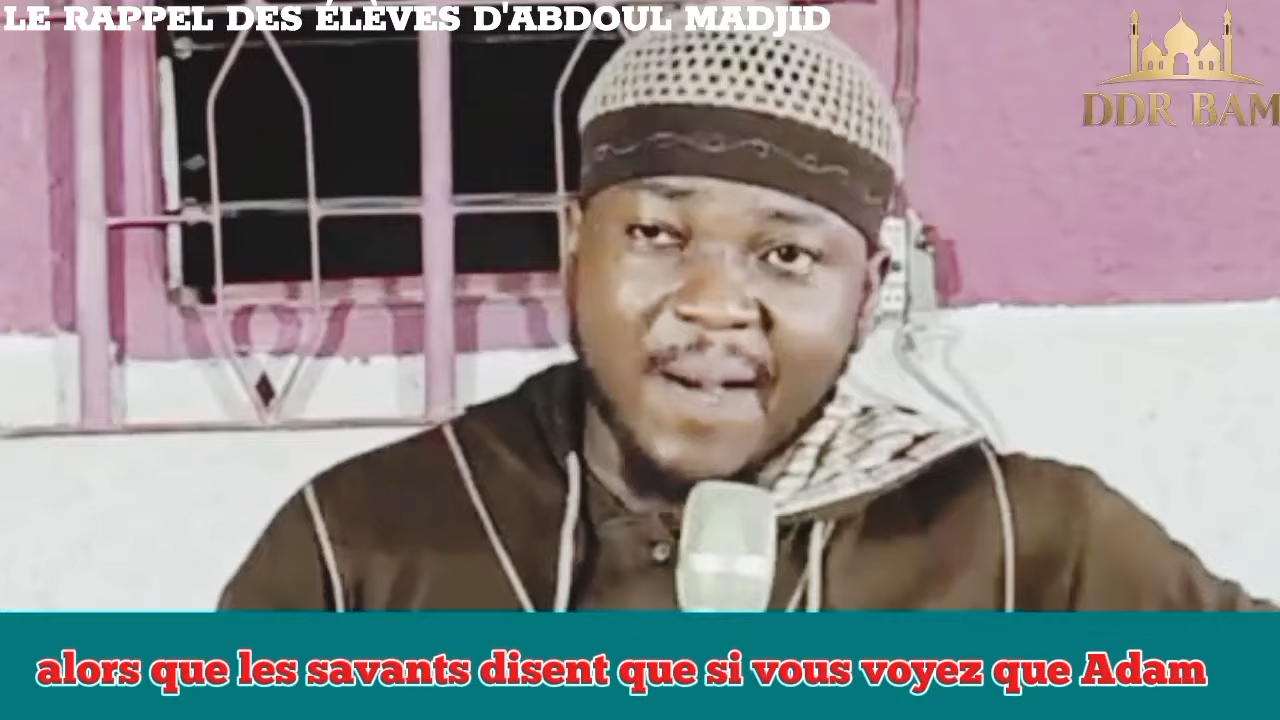 LE RAPPEL DES ÉLÈVES D'ABDOUL MADJID
DDR BAM
alors que les savants disent que si vous voyez que Adam